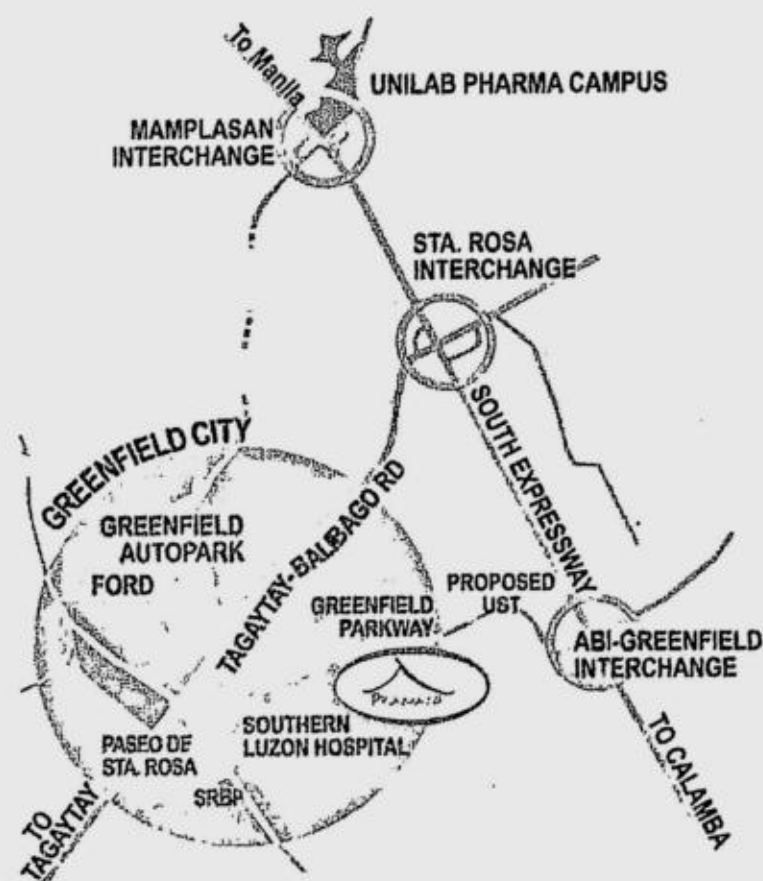 To Manila
UNILAB PHARMA CAMPUS
MAMPLASAN
INTERCHANGE
STA. ROSA
INTERCHANGE
SOUTH EXPRESSWAY
GREENFIELD CITY
GREENFIELD
AUTOPARK
FORD
TAGAYTAY-BALIBAGO RD
GREENFIELD
PARKWAY
PROPOSED
UST
ABI-GREENFIELD
INTERCHANGE
PASEO DE
STA. ROSA
SOUTHERN
LUZON HOSPITAL
SRBP
TO
TAGAYTAY
TO CALAMBA